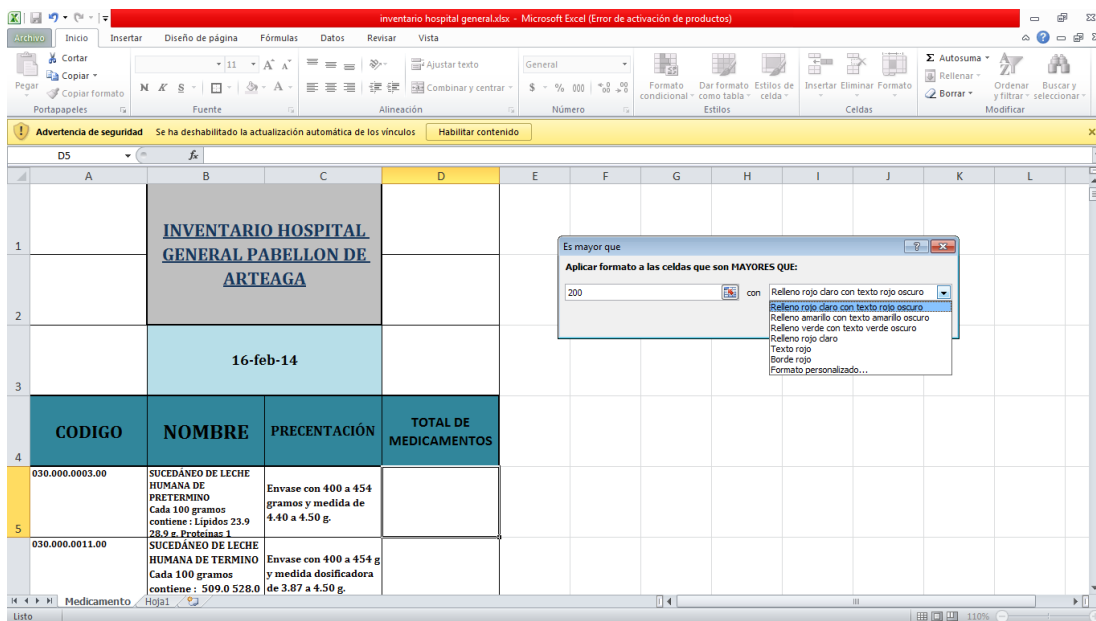 inventario hospital general.xlsx - Microsoft Excel (Error de activación de productos)
Archivo Inicio Insertar Diseño de página Fórmulas Datos Revisar Vista
Pegar
Cortar
Copiar
Copiar formato
Portapapeles
11
N K S
Fuente
Ajustar texto
Combinar y centrar
Alineación
General
$ % 000
Número
Formato condicional
Dar formato como tabla
Estilos de celda
Estilos
Insertar Eliminar Formato
Celdas
Σ Autosuma
Rellenar
Borrar
Ordenar y filtrar
Buscar y seleccionar
Modificar
Advertencia de seguridad Se ha deshabilitado la actualización automática de los vínculos Habilitar contenido
D5 fx
A B C D E F G H I J K L
1
INVENTARIO HOSPITAL
GENERAL PABELLON DE
ARTEAGA
2
3
16-feb-14
4
CODIGO NOMBRE PRECENTACIÓN TOTAL DE
MEDICAMENTOS
5
030.000.0003.00
SUCEDÁNEO DE LECHE
HUMANA DE
PRETERMINO
Cada 100 gramos
contiene : Lípidos 23.9
28.9 g. Proteínas 1
Envase con 400 a 454
gramos y medida de
4.40 a 4.50 g.
030.000.0011.00
SUCEDÁNEO DE LECHE
HUMANA DE TERMINO
Cada 100 gramos
contiene : 509.0 528.0
Envase con 400 a 454 g
y medida dosificadora
de 3.87 a 4.50 g.
Es mayor que
Aplicar formato a las celdas que son MAYORES QUE:
200 con Relleno rojo claro con texto rojo oscuro
Relleno rojo claro con texto rojo oscuro
Relleno amarillo con texto amarillo oscuro
Relleno verde con texto verde oscuro
Relleno rojo claro
Texto rojo
Borde rojo
Formato personalizado...
Medicamento Hoja1
Listo
110%